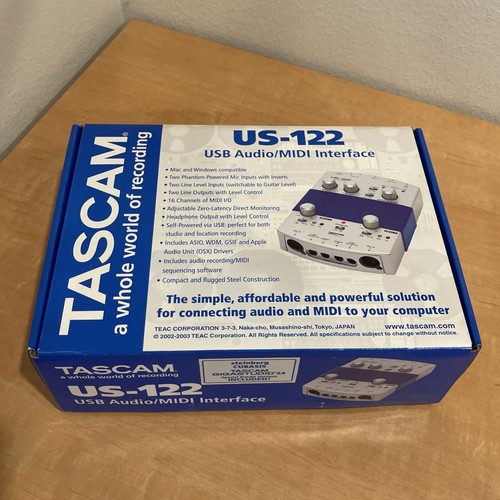 TASCAM®
a whole world of recording
US-122
USB Audio/MIDI Interface
• Mac and Windows compatible
• Two Phantom-Powered Mic Inputs with Inserts
• Two Line Level Inputs (switchable to Guitar Level)
• Two Line Outputs with Level Control
• 16 Channels of MIDI I/O
• Adjustable Zero-Latency Direct Monitoring
• Headphone Output with Level Control
• Self-Powered via USB: perfect for both
studio and location recording
• Includes ASIO, WDM, GSIF and Apple
Audio Unit (OSX) Drivers
• Includes audio recording/MIDI
sequencing software
• Compact and Rugged Steel Construction
The simple, affordable and powerful solution
for connecting audio and MIDI to your computer
TEAC CORPORATION 3-7-3, Naka-cho, Musashino-shi, Tokyo, JAPAN
www.tascam.com
© 2002-2003 TEAC Corporation. All Rights Reserved. All specifications subject to change without notice.
TASCAM
a whole world of recording
US-122
USB Audio/MIDI Interface
steinberg
CUBASIS
TASCAM
GIGASTUDIO 24
INCLUDED!